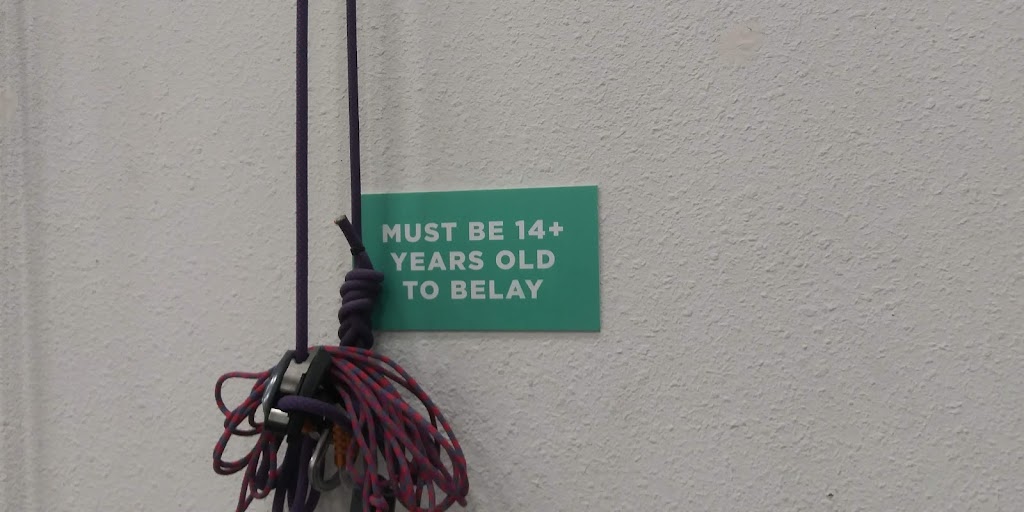 MUST BE 14+
YEARS OLD
TO BELAY